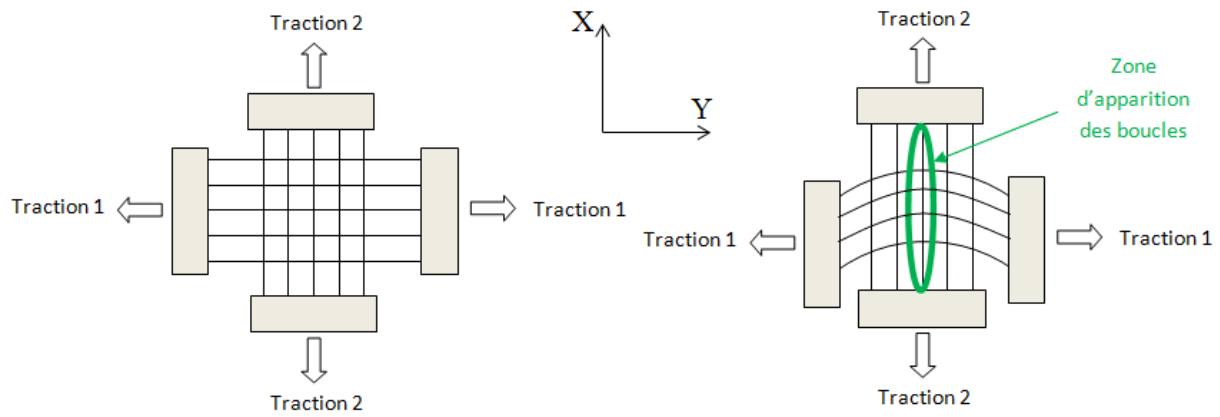 Traction 2
X
Y
Traction 1
Traction 1
Traction 2
Traction 2
Zone
d'apparition
des boucles
Traction 1
Traction 1
Traction 2